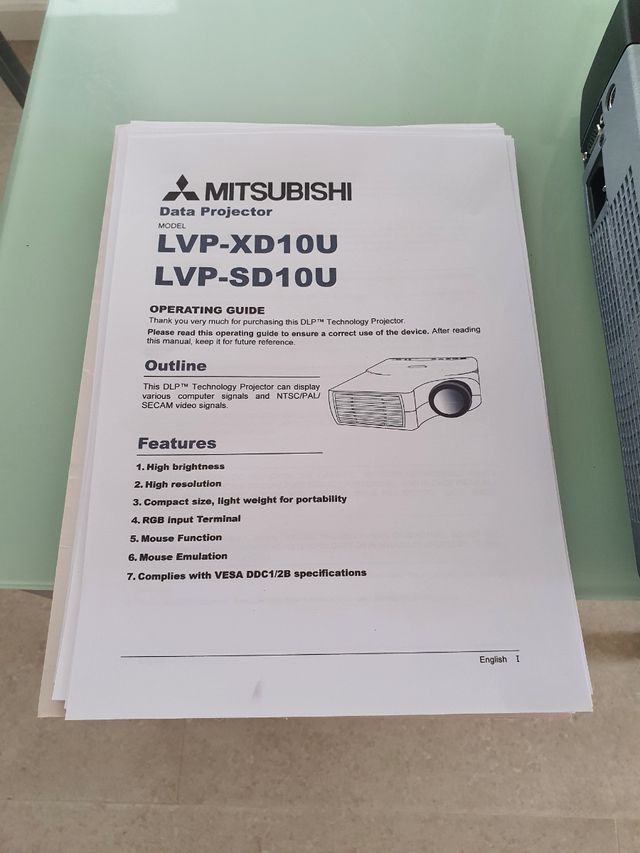 MITSUBISHI
Data Projector
MODEL
LVP-XD10U
LVP-SD10U
OPERATING GUIDE
Thank you very much for purchasing this DLP™ Technology Projector.
Please read this operating guide to ensure a correct use of the device. After reading
this manual, keep it for future reference.
Outline
This DLP™ Technology Projector can display
various computer signals and NTSC/PAL/
SECAM video signals.
Features
1. High brightness
2. High resolution
3. Compact size, light weight for portability
4. RGB input Terminal
5. Mouse Function
6. Mouse Emulation
7. Complies with VESA DDC1/2B specifications
English I